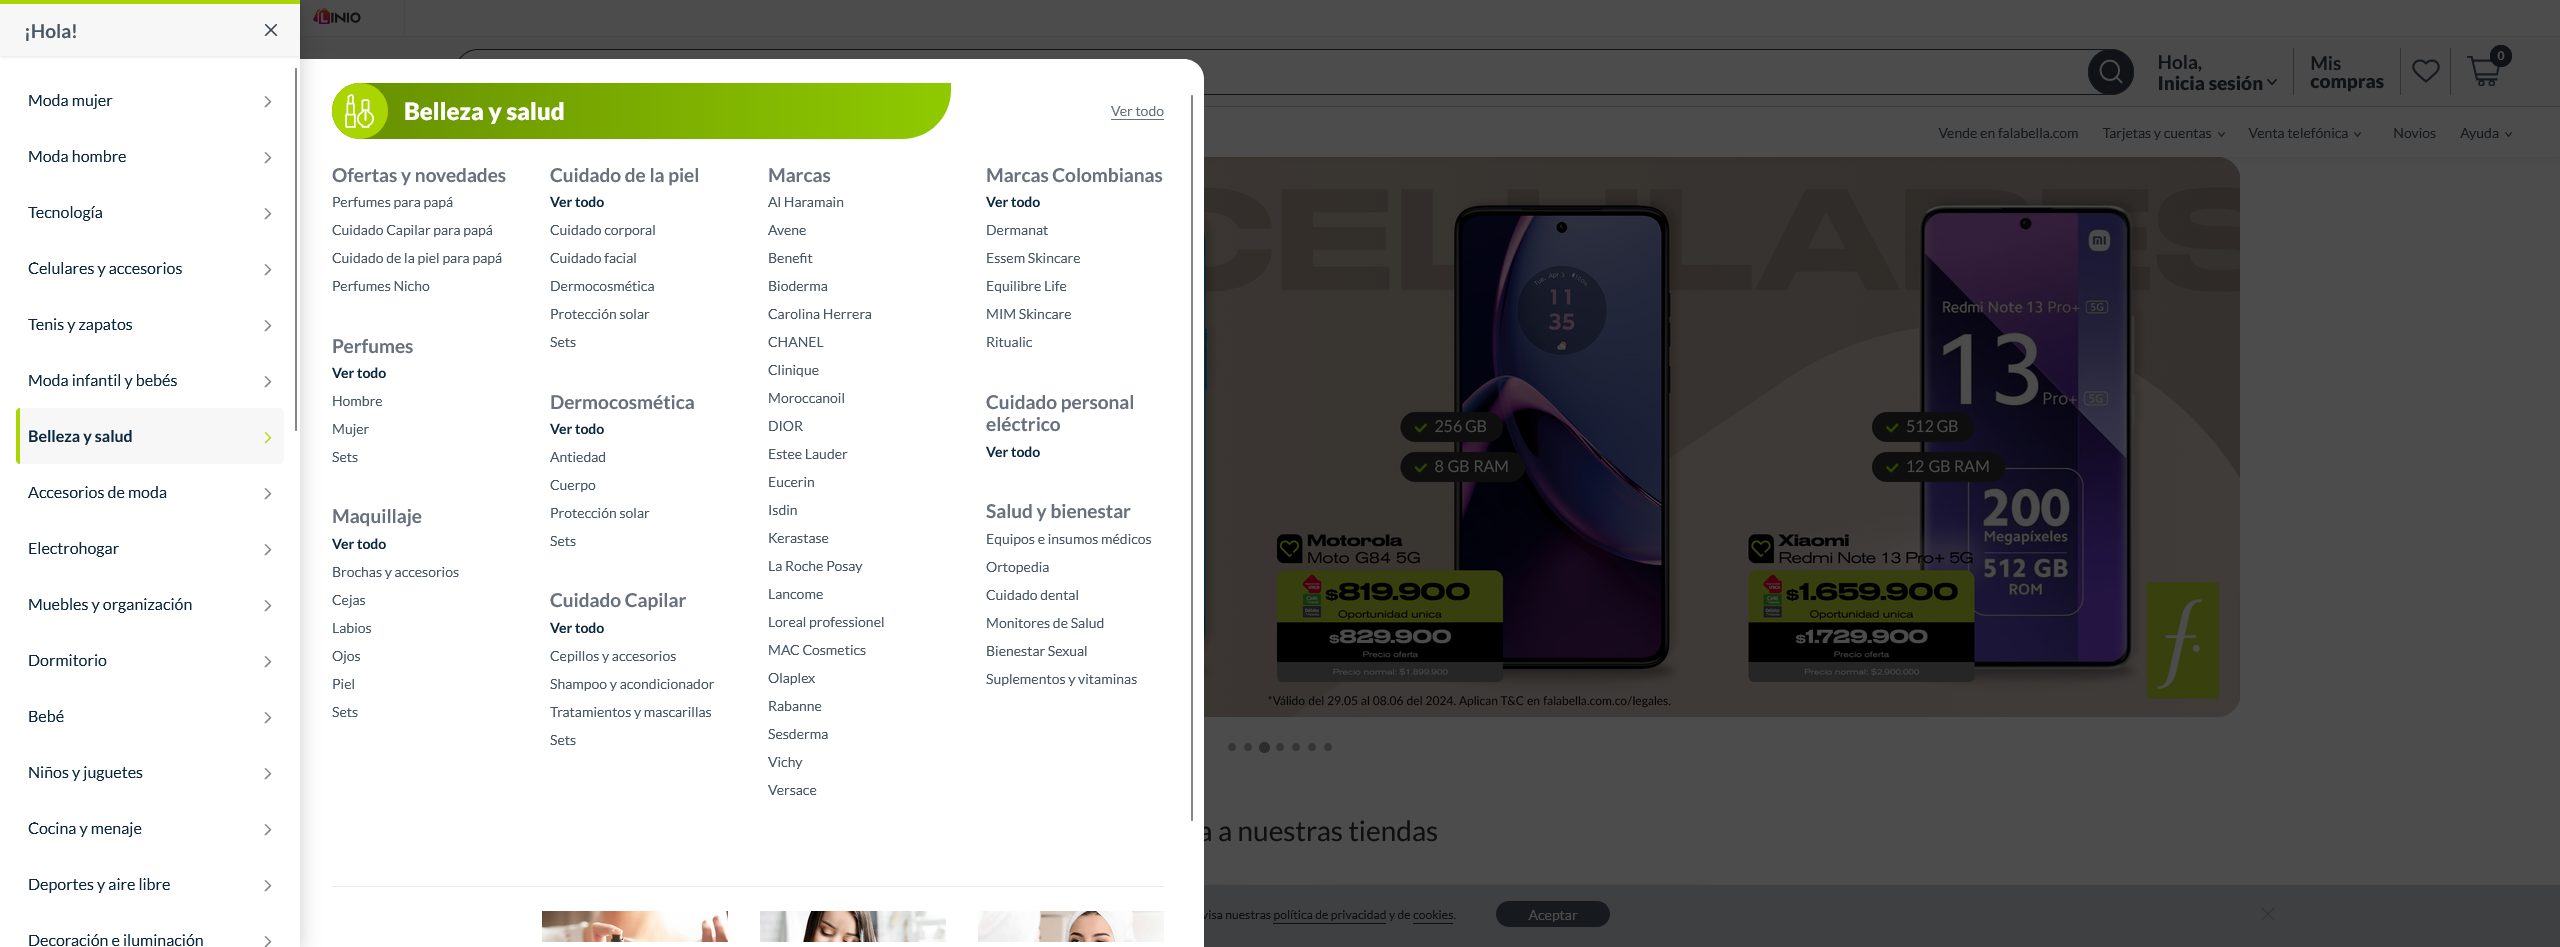 ¡Hola!
Moda mujer
Moda hombre
Tecnología
Celulares y accesorios
Tenis y zapatos
Moda infantil y bebés
Belleza y salud
Accesorios de moda
Electrohogar
Muebles y organización
Dormitorio
Bebé
Niños y juguetes
Cocina y menaje
Deportes y aire libre
Decoración e iluminación
LINIO
Belleza y salud
Ver todo
Ofertas y novedades
Perfumes para papá
Cuidado Capilar para papá
Cuidado de la piel para papá
Perfumes Nicho
Perfumes
Ver todo
Hombre
Mujer
Sets
Maquillaje
Ver todo
Brochas y accesorios
Cejas
Labios
Ojos
Piel
Sets
Cuidado de la piel
Ver todo
Cuidado corporal
Cuidado facial
Dermocosmética
Protección solar
Sets
Dermocosmética
Ver todo
Antiedad
Cuerpo
Protección solar
Sets
Cuidado Capilar
Ver todo
Cepillos y accesorios
Shampoo y acondicionador
Tratamientos y mascarillas
Sets
Marcas
Al Haramain
Avene
Benefit
Bioderma
Carolina Herrera
CHANEL
Clinique
Moroccanoil
DIOR
Estee Lauder
Eucerin
Isdin
Kerastase
La Roche Posay
Lancome
Loreal professionel
MAC Cosmetics
Olaplex
Rabanne
Sesderma
Vichy
Versace
Marcas Colombianas
Ver todo
Dermanat
Essem Skincare
Equilibre Life
MIM Skincare
Ritualic
Cuidado personal
eléctrico
Ver todo
Salud y bienestar
Equipos e insumos médicos
Ortopedia
Cuidado dental
Monitores de Salud
Bienestar Sexual
Suplementos y vitaminas
Hola,
Inicia sesión
Mis
compras
0
Vende en falabella.com
Tarjetas y cuentas
Venta telefónica
Novios
Ayuda
CELULARES
11
35
256 GB
8 GB RAM
Motorola
Moto G84 5G
$819.900
Oportunidad unica
$829.900
Precio oferta
Precio normal: $1.899.900
mi
Redmi Note 13 Pro+ 5G
13
Pro+ 5G
512 GB
12 GB RAM
200
Megapíxeles
512 GB
ROM
Xiaomi
Redmi Note 13 Pro+ 5G
$1.659.900
Oportunidad unica
$1.729.900
Precio oferta
Precio normal: $2.900.000
f.
*Válido del 29.05 al 08.06 del 2024. Aplican T&C en falabella.com.co/legales.
a a nuestras tiendas
visa nuestras política de privacidad y de cookies.
Aceptar